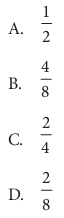 A. 1/2
B. 4/8
C. 2/4
D. 2/8